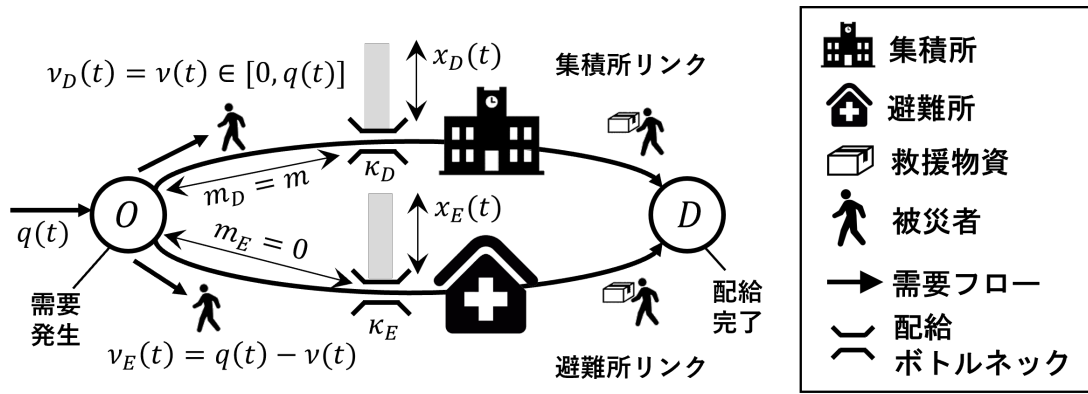 ν_D(t) = ν(t) ∈ [0, q(t)]
x_D(t)
集積所リンク
κ_D
m_D = m
O
q(t)
D
x_E(t)
m_E = 0
κ_E
需要
発生
配給
完了
ν_E(t) = q(t) − ν(t)
避難所リンク
集積所
避難所
救援物資
被災者
需要フロー
配給
ボトルネック